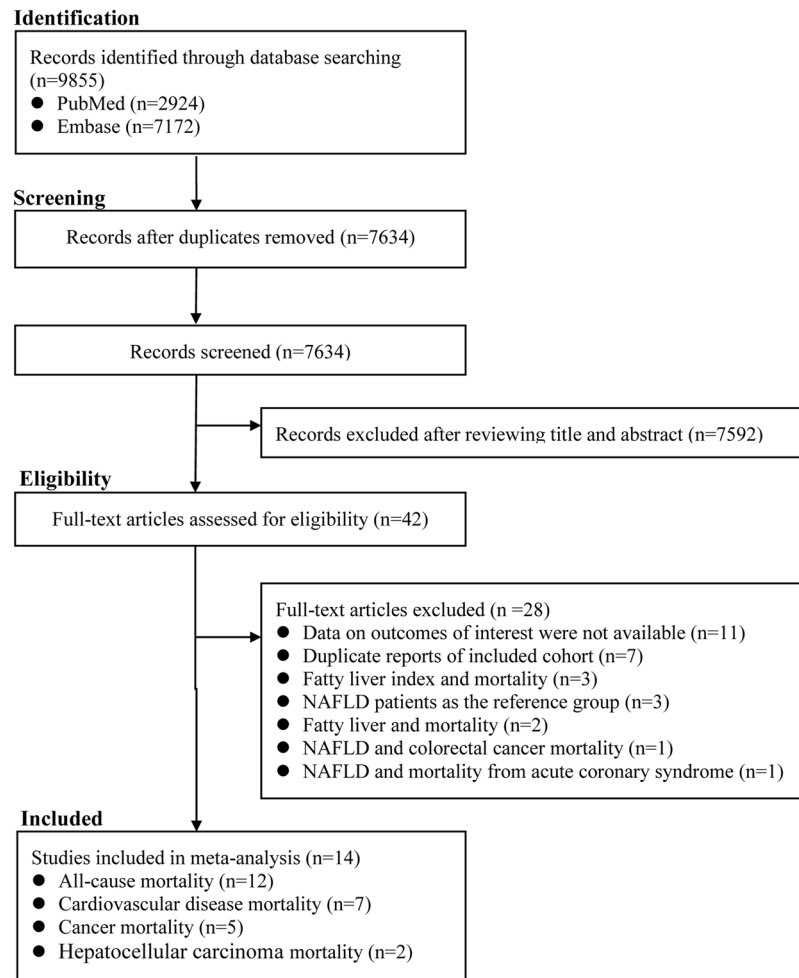 Identification
Records identified through database searching
(n=9855)
● PubMed (n=2924)
● Embase (n=7172)
Screening
Records after duplicates removed (n=7634)
Records screened (n=7634)
Records excluded after reviewing title and abstract (n=7592)
Eligibility
Full-text articles assessed for eligibility (n=42)
Full-text articles excluded (n =28)
● Data on outcomes of interest were not available (n=11)
● Duplicate reports of included cohort (n=7)
● Fatty liver index and mortality (n=3)
● NAFLD patients as the reference group (n=3)
● Fatty liver and mortality (n=2)
● NAFLD and colorectal cancer mortality (n=1)
● NAFLD and mortality from acute coronary syndrome (n=1)
Included
Studies included in meta-analysis (n=14)
● All-cause mortality (n=12)
● Cardiovascular disease mortality (n=7)
● Cancer mortality (n=5)
● Hepatocellular carcinoma mortality (n=2)